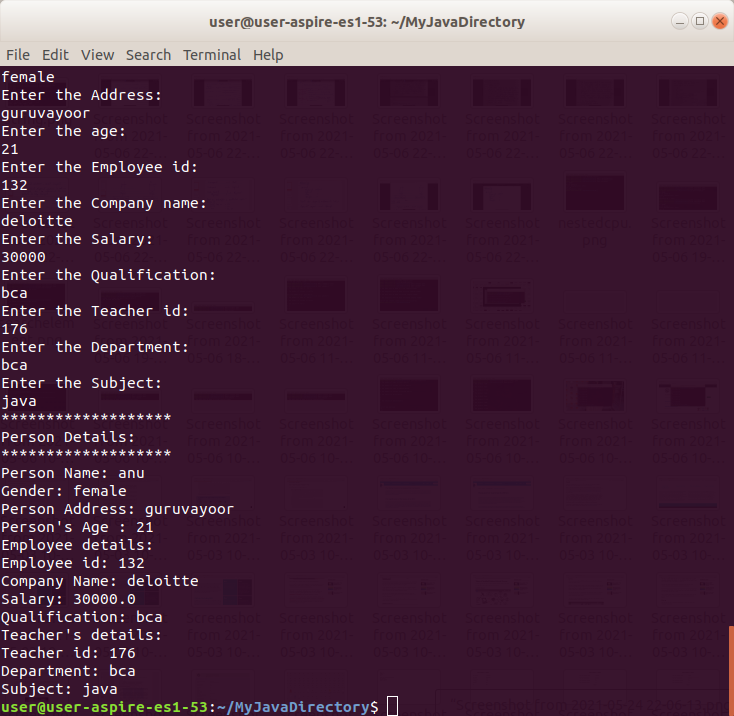 user@user-aspire-es1-53: ~/MyJavaDirectory
File Edit View Search Terminal Help
female
Enter the Address:
guruvayoor
Enter the age:
21
Enter the Employee id:
132
Enter the Company name:
deloitte
Enter the Salary:
30000
Enter the Qualification:
bca
Enter the Teacher id:
176
Enter the Department:
bca
Enter the Subject:
java
*******************
Person Details:
*******************
Person Name: anu
Gender: female
Person Address: guruvayoor
Person's Age : 21
Employee details:
Employee id: 132
Company Name: deloitte
Salary: 30000.0
Qualification: bca
Teacher's details:
Teacher id: 176
Department: bca
Subject: java
user@user-aspire-es1-53:~/MyJavaDirectory$